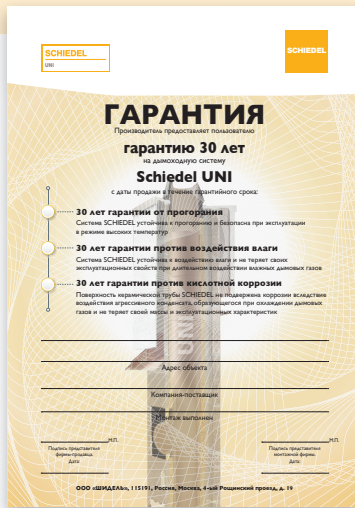 SCHIEDEL
UNI
SCHIEDEL
ГАРАНТИЯ
Производитель предоставляет пользователю
гарантию 30 лет
на дымоходную систему
Schiedel UNI
с даты продажи в течение гарантийного срока:
30 лет гарантии от прогорания
Система SCHIEDEL устойчива к прогоранию и безопасна при эксплуатации
в режиме высоких температур
30 лет гарантии против воздействия влаги
Система SCHIEDEL устойчива к воздействию влаги и не теряет своих
эксплуатационных свойств при длительном воздействии влажных дымовых газов
30 лет гарантии против кислотной коррозии
Поверхность керамической трубы SCHIEDEL не подвержена коррозии вследствие
воздействия агрессивного конденсата, образующегося при охлаждении дымовых
газов и не теряет своей массы и эксплуатационных характеристик
UNI
Адрес объекта
Компания-поставщик
Монтаж выполнен
М.П.
М.П.
Подпись представителя
фирмы-продавца.
Дата:
Подпись представителя
монтажной фирмы.
Дата:
ООО «ШИДЕЛЬ», 115191, Россия, Москва, 4-ый Рощинский проезд, д. 19